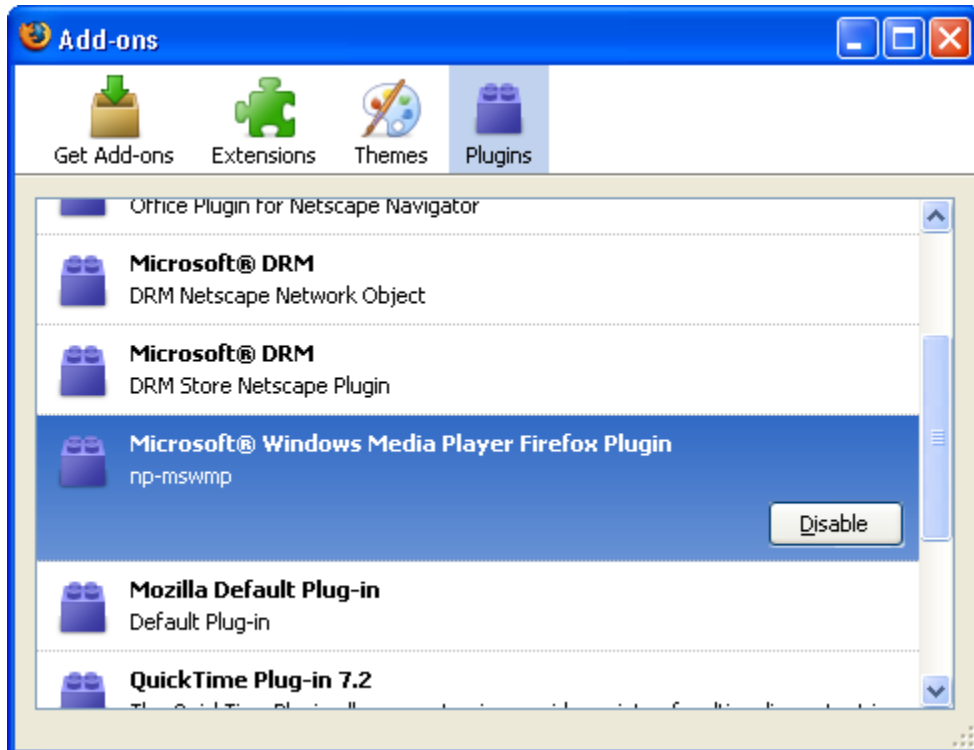 Add-ons
Get Add-ons Extensions Themes Plugins
Office Plugin for Netscape Navigator
Microsoft® DRM
DRM Netscape Network Object
Microsoft® DRM
DRM Store Netscape Plugin
Microsoft® Windows Media Player Firefox Plugin
np-mswmp
Disable
Mozilla Default Plug-in
Default Plug-in
QuickTime Plug-in 7.2